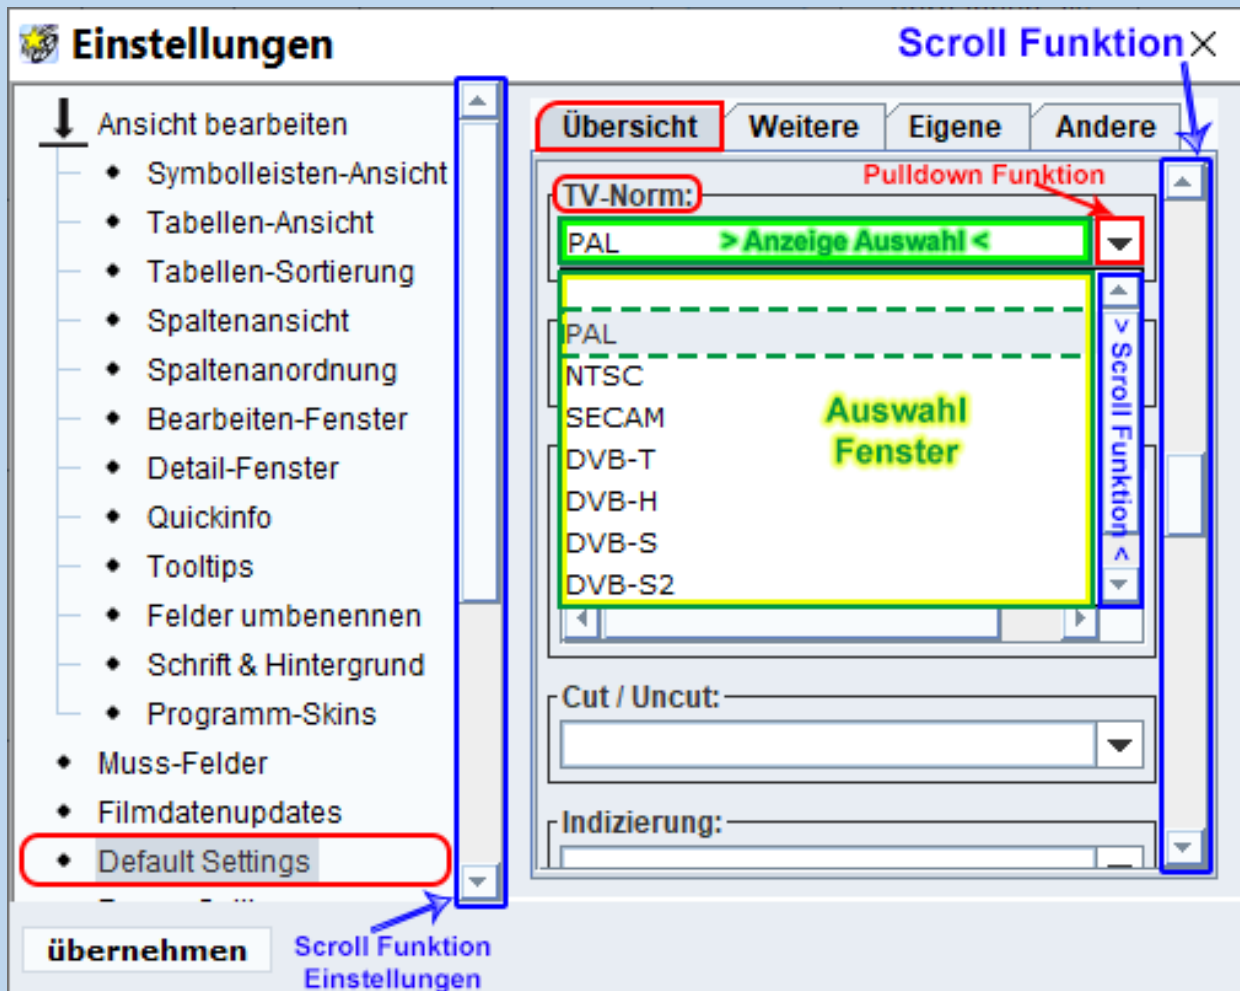 Einstellungen
Scroll Funktion
Ansicht bearbeiten
Symbolleisten-Ansicht
Tabellen-Ansicht
Tabellen-Sortierung
Spaltenansicht
Spaltenanordnung
Bearbeiten-Fenster
Detail-Fenster
Quickinfo
Tooltips
Felder umbenennen
Schrift & Hintergrund
Programm-Skins
Muss-Felder
Filmdatenupdates
Default Settings
übernehmen
Scroll Funktion
Einstellungen
Übersicht Weitere Eigene Andere
Pulldown Funktion
TV-Norm:
PAL > Anzeige Auswahl <
PAL
NTSC
SECAM
DVB-T
DVB-H
DVB-S
DVB-S2
Auswahl
Fenster
> Scroll Funktion <
Cut / Uncut:
Indizierung: